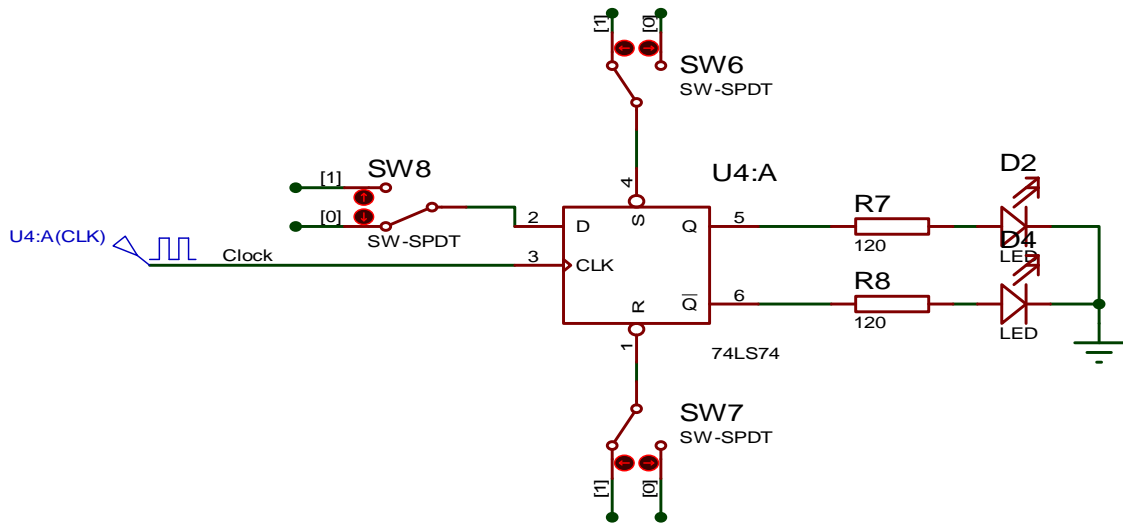 [1]
[0]
SW6
SW-SPDT
SW8
[1]
[0]
SW-SPDT
U4:A(CLK)
Clock
U4:A
4
2
D
S
Q
5
3
CLK
R
Q
6
1
74LS74
R7
120
D2
LED
D4
R8
120
LED
SW7
SW-SPDT
[1]
[0]